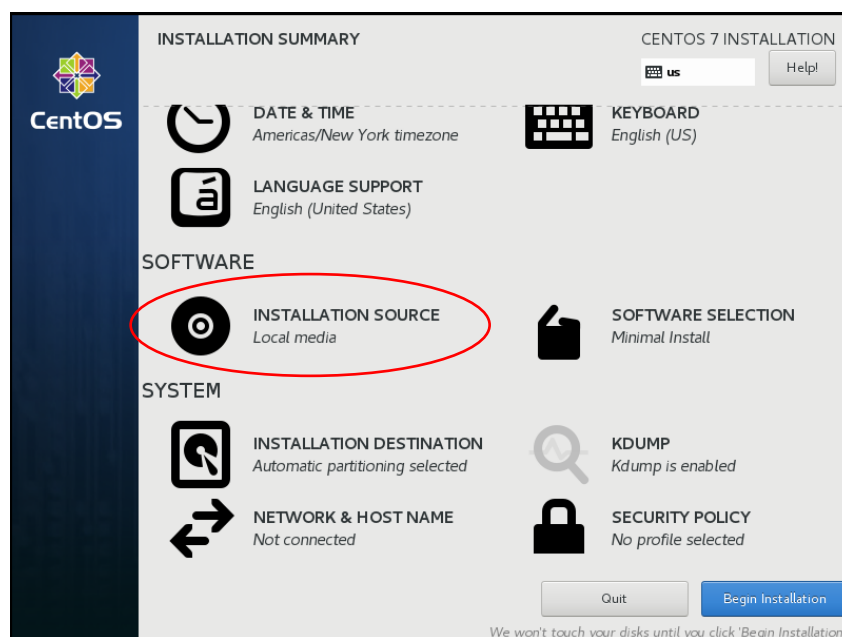 INSTALLATION SUMMARY
CENTOS 7 INSTALLATION
us
Help!
CentOS
DATE & TIME
Americas/New York timezone
KEYBOARD
English (US)
á
LANGUAGE SUPPORT
English (United States)
SOFTWARE
INSTALLATION SOURCE
Local media
SOFTWARE SELECTION
Minimal Install
SYSTEM
INSTALLATION DESTINATION
Automatic partitioning selected
KDUMP
Kdump is enabled
NETWORK & HOST NAME
Not connected
SECURITY POLICY
No profile selected
Quit
Begin Installation
We won't touch your disks until you click 'Begin Installation